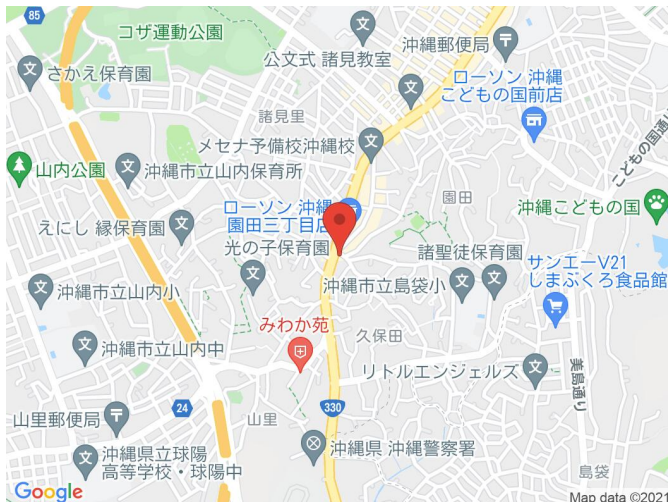 85
コザ運動公園
公文式 諸見教室
沖縄郵便局
さかえ保育園
ローソン 沖縄
こどもの国前店
諸見里
メセナ予備校沖縄校
こどもの国通り
山内公園
沖縄市立山内保育所
園田
ローソン 沖縄
園田三丁目店
沖縄こどもの国
えにし 縁保育園
光の子保育園
諸聖徒保育園
サンエーV21
しまぶくろ食品館
沖縄市立山内小
沖縄市立島袋小
みわか苑
久保田
沖縄市立山内中
リトルエンジェルズ
美島通り
24
330
山里郵便局
山里
沖縄県 沖縄警察署
沖縄県立球陽
高等学校・球陽中
島袋
Google
Map data ©2021